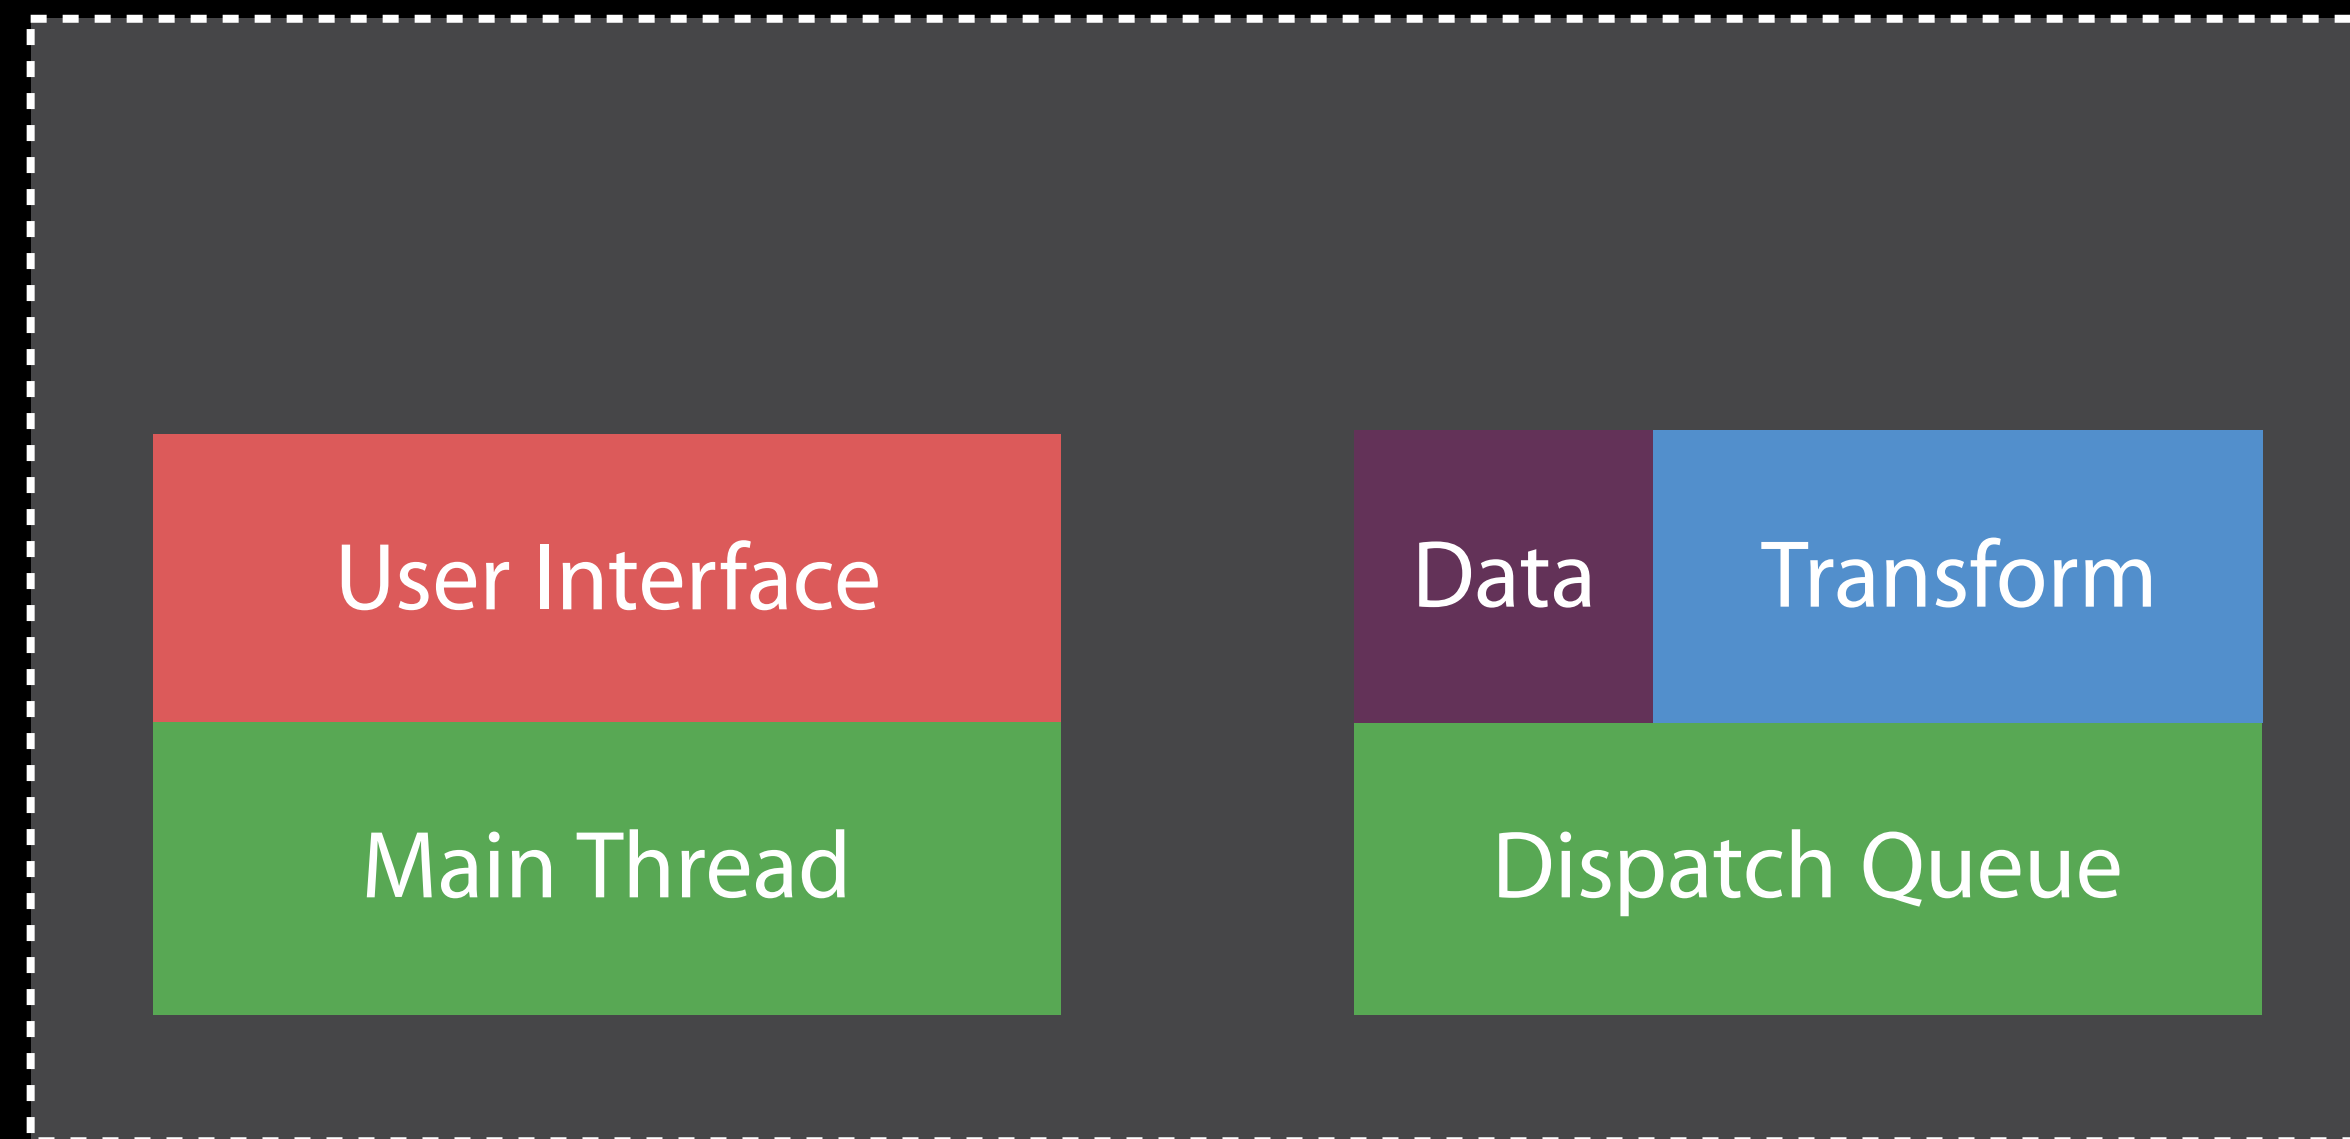 User Interface
Main Thread
Data
Transform
Dispatch Queue